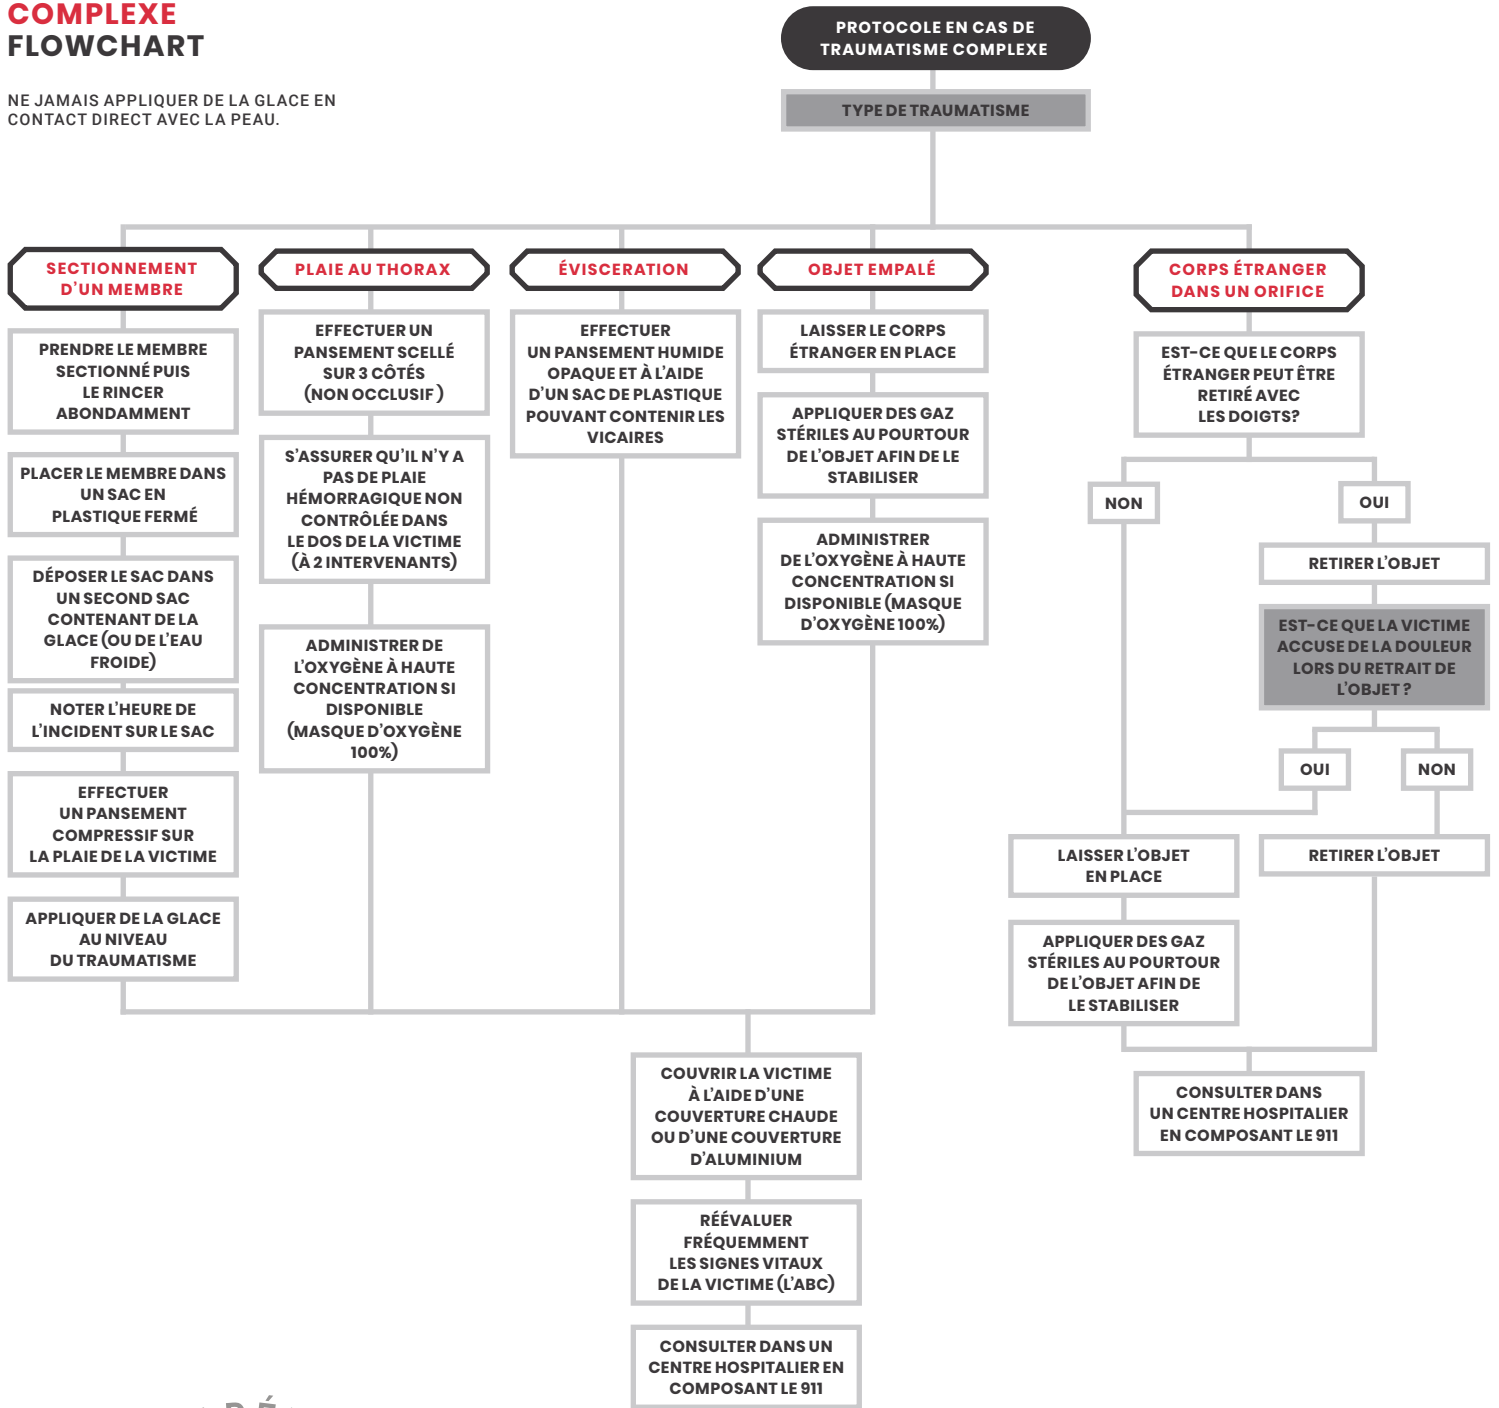 COMPLEXE
FLOWCHART
NE JAMAIS APPLIQUER DE LA GLACE EN
CONTACT DIRECT AVEC LA PEAU.
PROTOCOLE EN CAS DE
TRAUMATISME COMPLEXE
TYPE DE TRAUMATISME
SECTIONNEMENT
D'UN MEMBRE
PRENDRE LE MEMBRE
SECTIONNÉ PUIS
LE RINCER
ABONDAMMENT
PLACER LE MEMBRE DANS
UN SAC EN
PLASTIQUE FERMÉ
DÉPOSER LE SAC DANS
UN SECOND SAC
CONTENANT DE LA
GLACE (OU DE L'EAU
FROIDE)
NOTER L'HEURE DE
L'INCIDENT SUR LE SAC
EFFECTUER
UN PANSEMENT
COMPRESSIF SUR
LA PLAIE DE LA VICTIME
APPLIQUER DE LA GLACE
AU NIVEAU
DU TRAUMATISME
PLAIE AU THORAX
EFFECTUER UN
PANSEMENT SCELLÉ
SUR 3 CÔTÉS
(NON OCCLUSIF )
S'ASSURER QU'IL N'Y A
PAS DE PLAIE
HÉMORRAGIQUE NON
CONTRÔLÉE DANS
LE DOS DE LA VICTIME
(À 2 INTERVENANTS)
ADMINISTRER DE
L'OXYGÈNE À HAUTE
CONCENTRATION SI
DISPONIBLE
(MASQUE D'OXYGÈNE
100%)
ÉVISCERATION
EFFECTUER
UN PANSEMENT HUMIDE
OPAQUE ET À L'AIDE
D'UN SAC DE PLASTIQUE
POUVANT CONTENIR LES
VICAIRES
OBJET EMPALÉ
LAISSER LE CORPS
ÉTRANGER EN PLACE
APPLIQUER DES GAZ
STÉRILES AU POURTOUR
DE L'OBJET AFIN DE LE
STABILISER
ADMINISTRER
DE L'OXYGÈNE À HAUTE
CONCENTRATION SI
DISPONIBLE (MASQUE
D'OXYGÈNE 100%)
CORPS ÉTRANGER
DANS UN ORIFICE
EST-CE QUE LE CORPS
ÉTRANGER PEUT ÊTRE
RETIRÉ AVEC
LES DOIGTS?
NON
OUI
RETIRER L'OBJET
EST-CE QUE LA VICTIME
ACCUSE DE LA DOULEUR
LORS DU RETRAIT DE
L'OBJET ?
OUI
NON
LAISSER L'OBJET
EN PLACE
RETIRER L'OBJET
APPLIQUER DES GAZ
STÉRILES AU POURTOUR
DE L'OBJET AFIN DE
LE STABILISER
CONSULTER DANS
UN CENTRE HOSPITALIER
EN COMPOSANT LE 911
COUVRIR LA VICTIME
À L'AIDE D'UNE
COUVERTURE CHAUDE
OU D'UNE COUVERTURE
D'ALUMINIUM
RÉÉVALUER
FRÉQUEMMENT
LES SIGNES VITAUX
DE LA VICTIME (L'ABC)
CONSULTER DANS UN
CENTRE HOSPITALIER EN
COMPOSANT LE 911